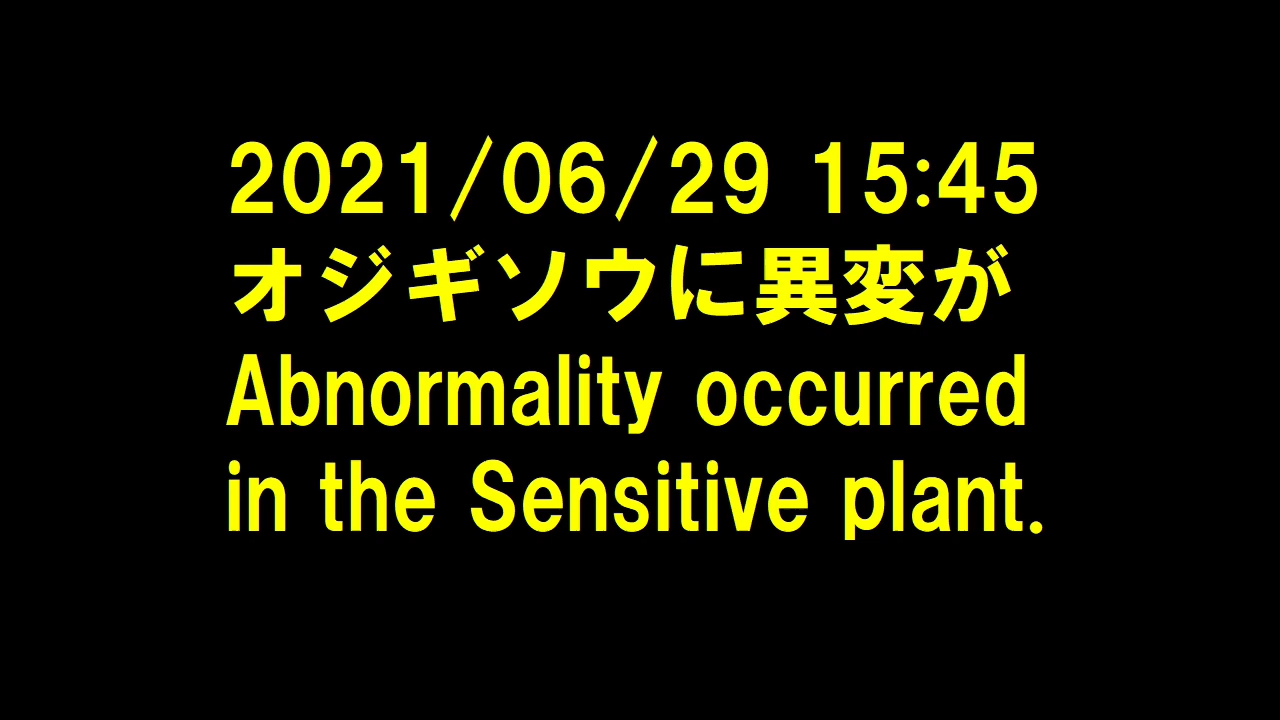 2021/06/29 15:45
オジギソウに異変が
Abnormality occurred
in the Sensitive plant.